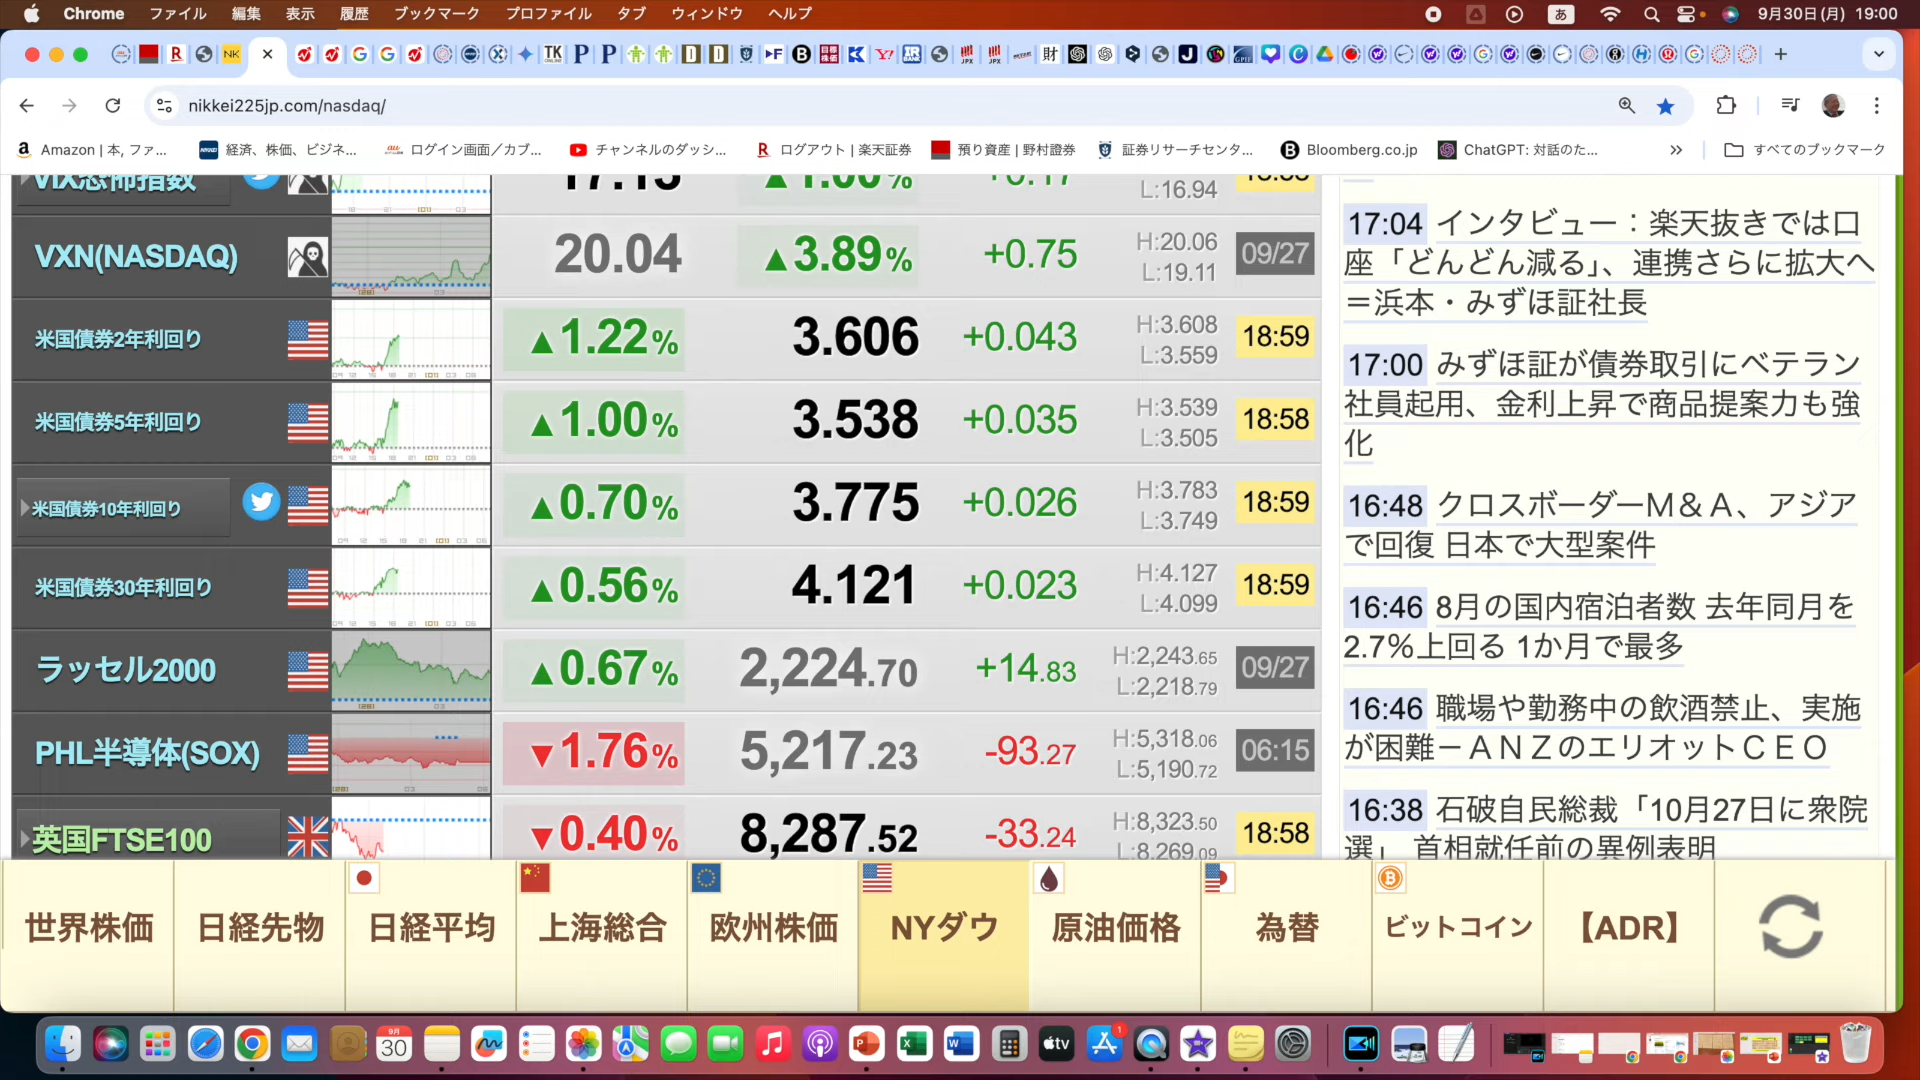 Chrome ファイル 編集 表示 履歴 ブックマーク プロファイル タブ ウィンドウ ヘルプ あ 9月30日(月) 19:00
nikkei225jp.com/nasdaq/
Amazon | 本, ファ... 経済、株価、ビジネ... ログイン画面／カブ... チャンネルのダッシ... ログアウト | 楽天証券 預り資産 | 野村證券 証券リサーチセンタ... Bloomberg.co.jp ChatGPT: 対話のた... » すべてのブックマーク
VIX恐怖指数 17.15 ▲1.00% +0.17 L:16.94
VXN(NASDAQ) 20.04 ▲3.89% +0.75 H:20.06 L:19.11 09/27
米国債券2年利回り ▲1.22% 3.606 +0.043 H:3.608 L:3.559 18:59
米国債券5年利回り ▲1.00% 3.538 +0.035 H:3.539 L:3.505 18:58
米国債券10年利回り ▲0.70% 3.775 +0.026 H:3.783 L:3.749 18:59
米国債券30年利回り ▲0.56% 4.121 +0.023 H:4.127 L:4.099 18:59
ラッセル2000 ▲0.67% 2,224.70 +14.83 H:2,243.65 L:2,218.79 09/27
PHL半導体(SOX) ▼1.76% 5,217.23 -93.27 H:5,318.06 L:5,190.72 06:15
英国FTSE100 ▼0.40% 8,287.52 -33.24 H:8,323.50 L:8,269.09 18:58
17:04 インタビュー：楽天抜きでは口
座「どんどん減る」、連携さらに拡大へ
＝浜本・みずほ証社長
17:00 みずほ証が債券取引にベテラン
社員起用、金利上昇で商品提案力も強
化
16:48 クロスボーダーＭ＆Ａ、アジア
で回復 日本で大型案件
16:46 8月の国内宿泊者数 去年同月を
2.7％上回る 1か月で最多
16:46 職場や勤務中の飲酒禁止、実施
が困難－ＡＮＺのエリオットＣＥＯ
16:38 石破自民総裁「10月27日に衆院
選」 首相就任前の異例表明
世界株価 日経先物 日経平均 上海総合 欧州株価 NYダウ 原油価格 為替 ビットコイン 【ADR】
9月
30
tv
1